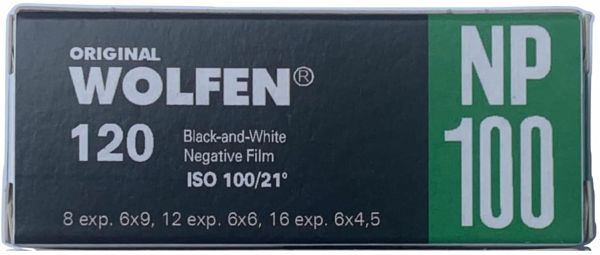 ORIGINAL
WOLFEN®
120
Black-and-White
Negative Film
ISO 100/21°
8 exp. 6x9, 12 exp. 6x6, 16 exp. 6x4,5
NP
100